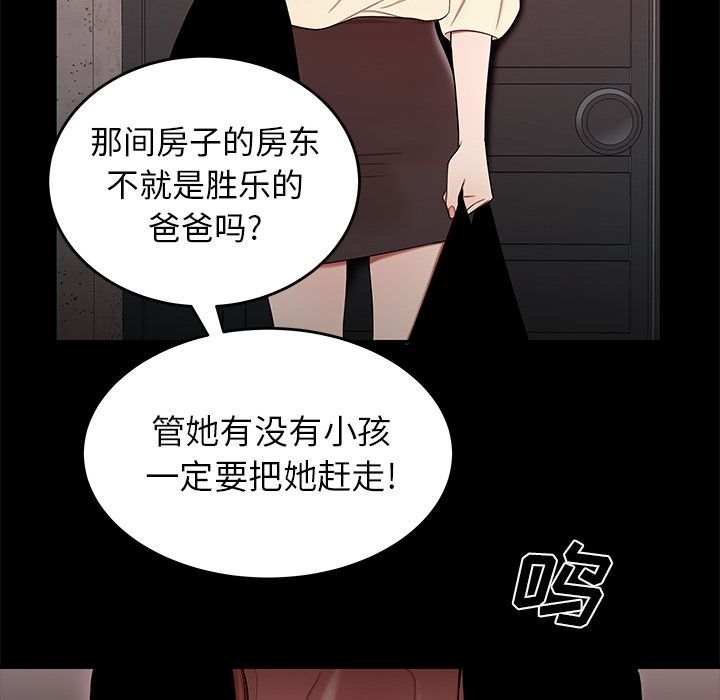 那间房子的房东
不就是胜乐的
爸爸吗?
管她有没有小孩
一定要把她赶走!
呜